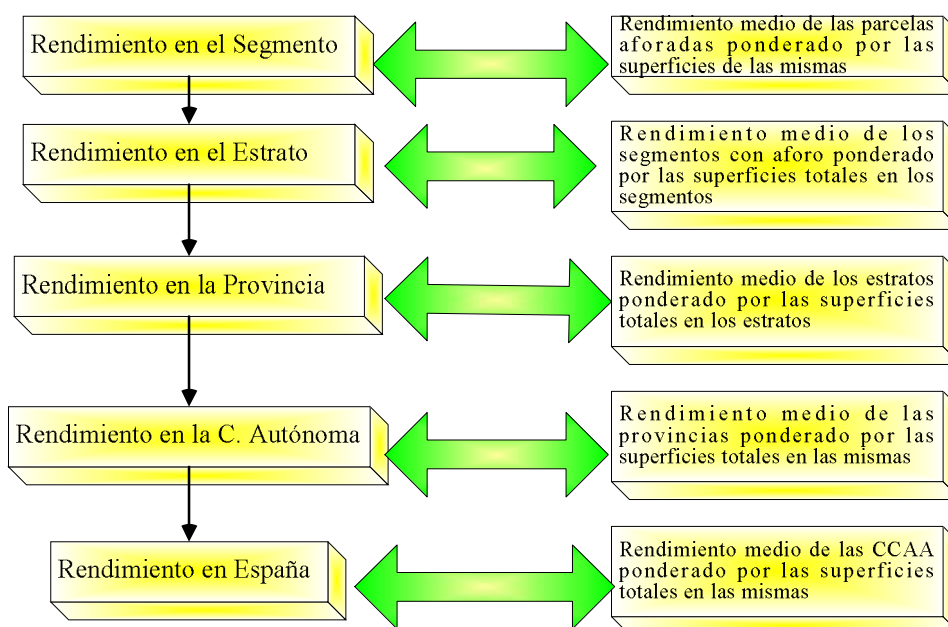 Rendimiento en el Segmento
Rendimiento medio de las parcelas
aforadas ponderado por las
superficies de las mismas
Rendimiento en el Estrato
Rendimiento medio de los
segmentos con aforo ponderado
por las superficies totales en los
segmentos
Rendimiento en la Provincia
Rendimiento medio de los estratos
ponderado por las superficies
totales en los estratos
Rendimiento en la C. Autónoma
Rendimiento medio de las
provincias ponderado por las
superficies totales en las mismas
Rendimiento en España
Rendimiento medio de las CCAA
ponderado por las superficies
totales en las mismas